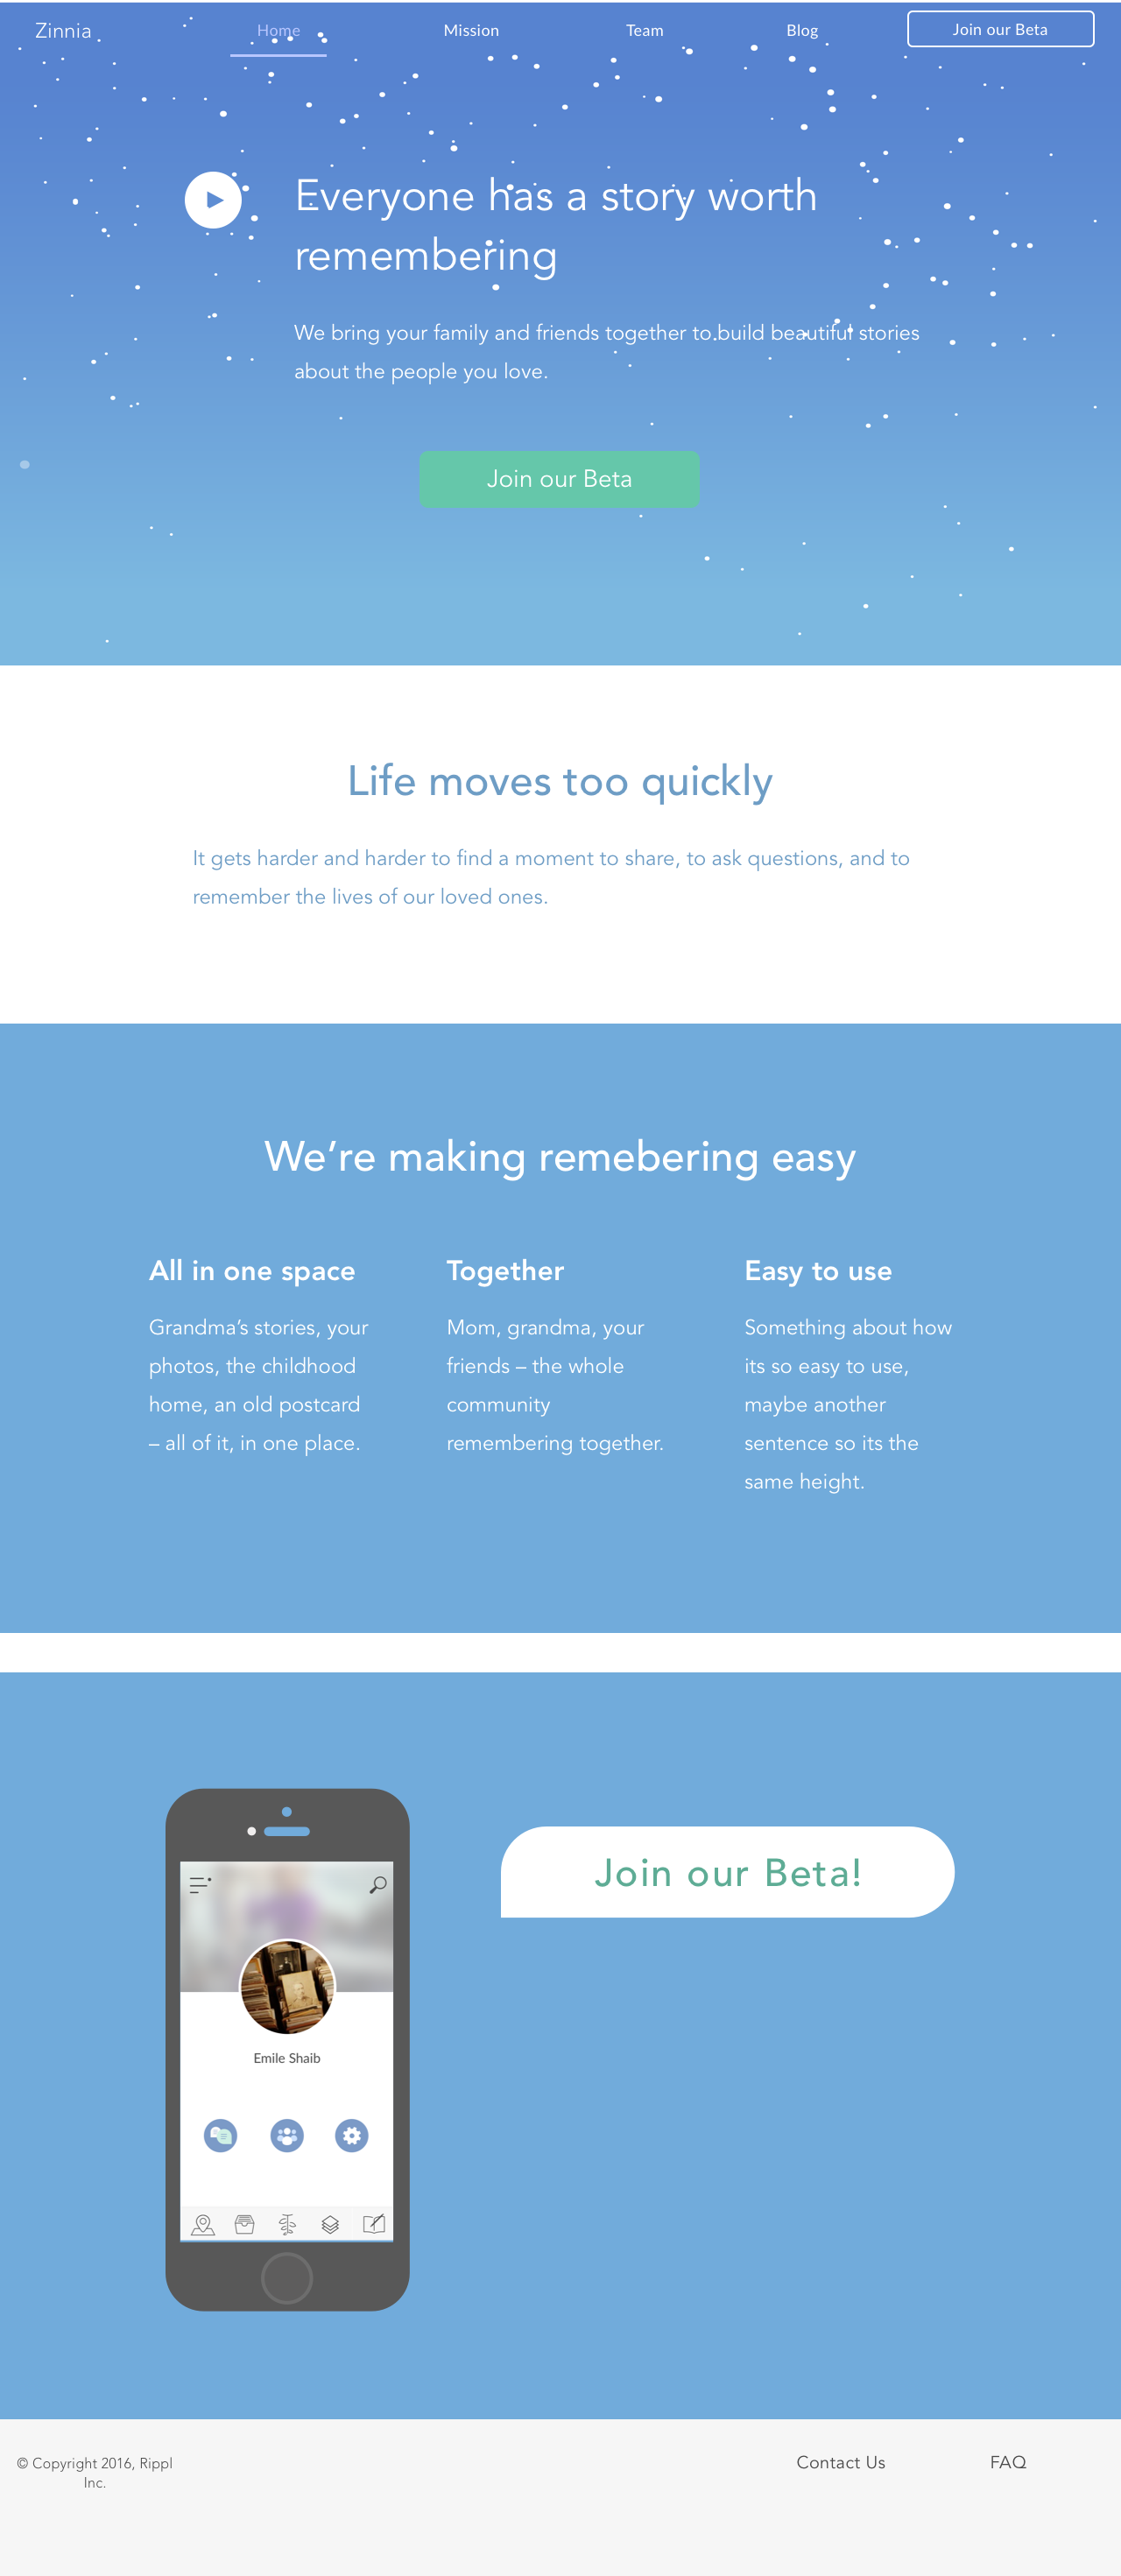 Zinnia
Home
Mission
Team
Blog
Join our Beta
Everyone has a story worth
remembering
We bring your family and friends together to build beautiful stories
about the people you love.
Join our Beta
Life moves too quickly
It gets harder and harder to find a moment to share, to ask questions, and to
remember the lives of our loved ones.
We’re making remebering easy
All in one space
Grandma’s stories, your
photos, the childhood
home, an old postcard
– all of it, in one place.
Together
Mom, grandma, your
friends – the whole
community
remembering together.
Easy to use
Something about how
its so easy to use,
maybe another
sentence so its the
same height.
Join our Beta!
Emile Shaib
© Copyright 2016, Rippl
Inc.
Contact Us
FAQ